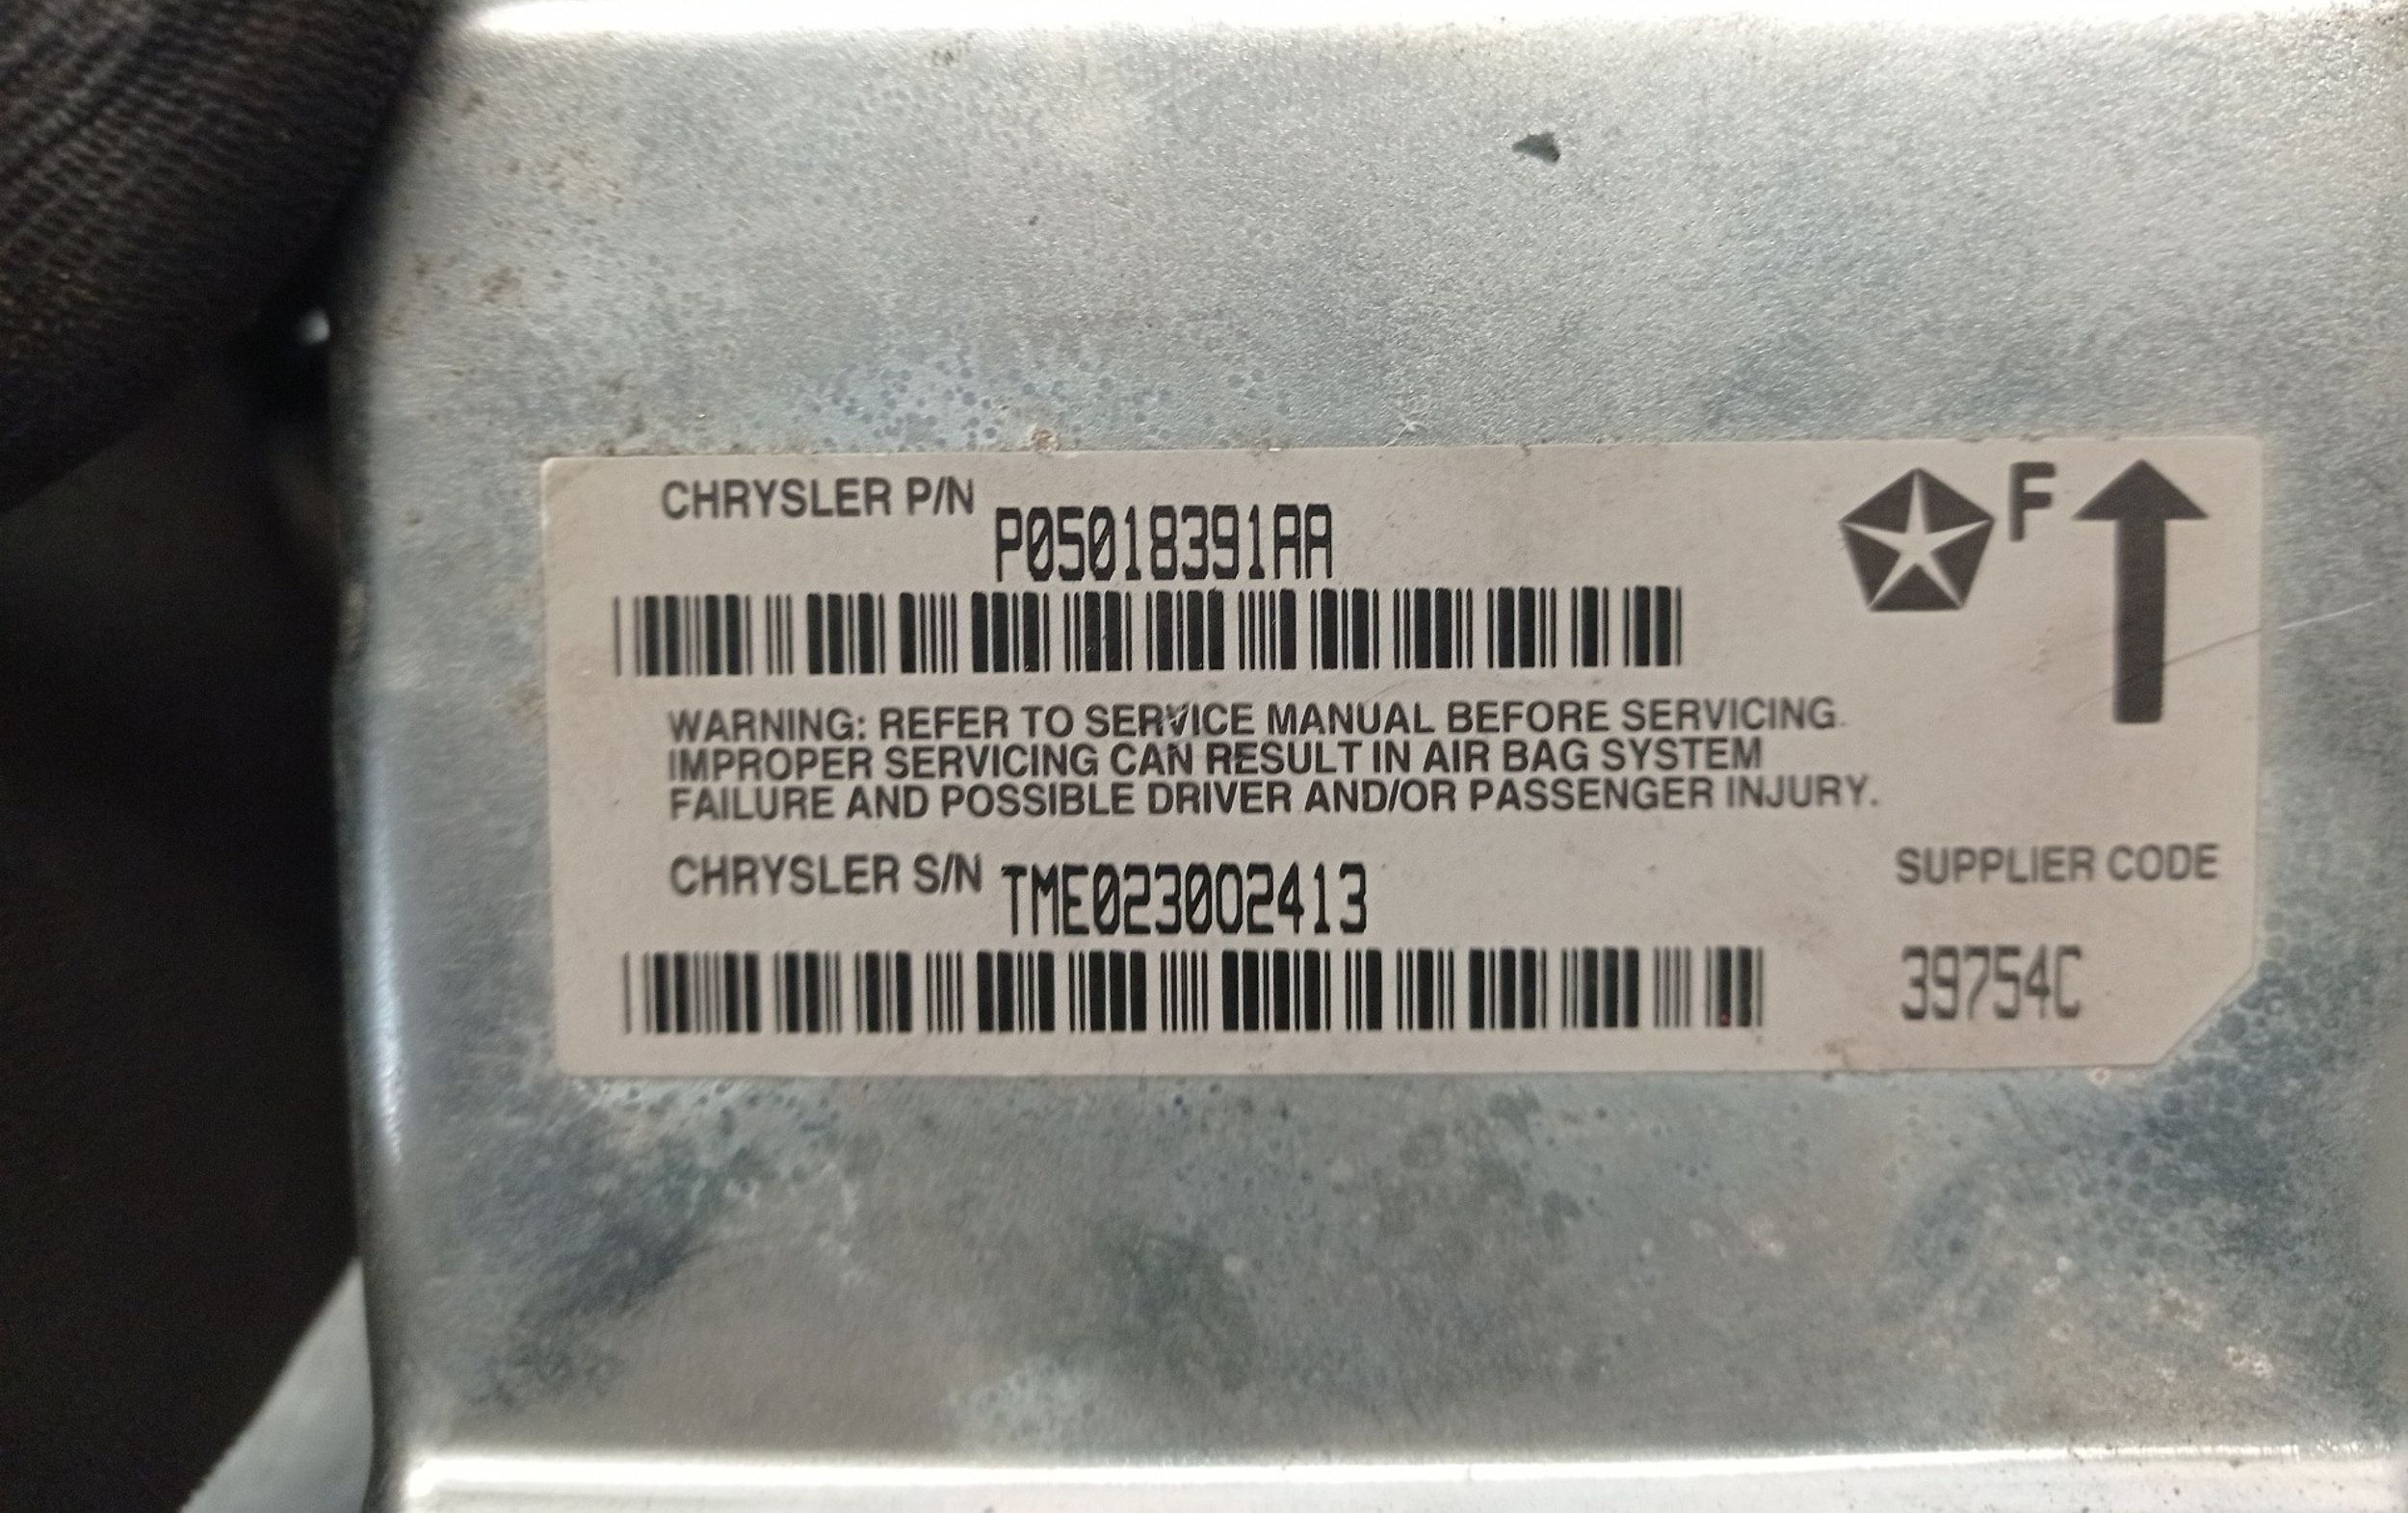 CHRYSLER P/N P05018391AA
F
WARNING: REFER TO SERVICE MANUAL BEFORE SERVICING.
IMPROPER SERVICING CAN RESULT IN AIR BAG SYSTEM
FAILURE AND POSSIBLE DRIVER AND/OR PASSENGER INJURY.
CHRYSLER S/N TME0230O2413
SUPPLIER CODE
39754C